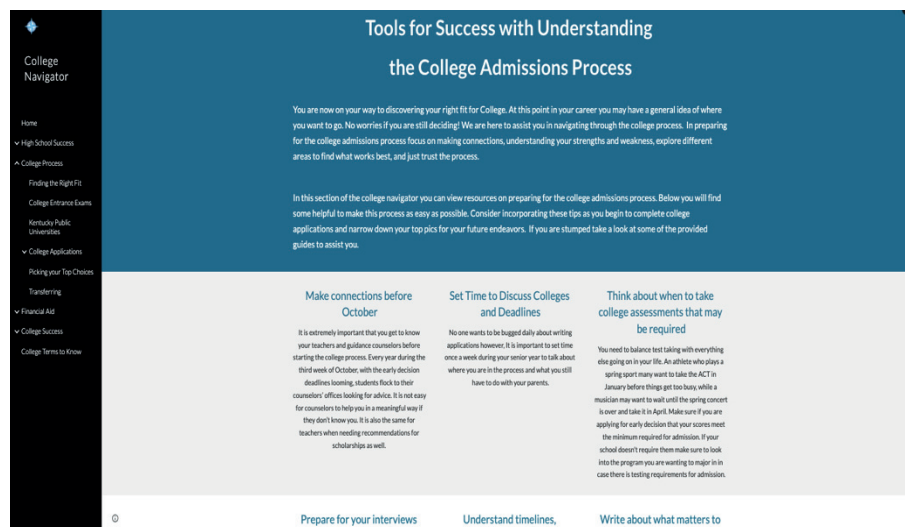 College
Navigator
Home
High School Success
College Process
Finding the Right Fit
College Entrance Exams
Kentucky Public
Universities
College Applications
Picking your Top Choices
Transferring
Financial Aid
College Success
College Terms to Know
Tools for Success with Understanding
the College Admissions Process
You are now on your way to discovering your right fit for College. At this point in your career you may have a general idea of where
you want to go. No worries if you are still deciding! We are here to assist you in navigating through the college process. In preparing
for the college admissions process focus on making connections, understanding your strengths and weakness, explore different
areas to find what works best, and just trust the process.
In this section of the college navigator you can view resources on preparing for the college admissions process. Below you will find
some helpful to make this process as easy as possible. Consider incorporating these tips as you begin to complete college
applications and narrow down your top pics for your future endeavors. If you are stumped take a look at some of the provided
guides to assist you.
Make connections before
October
It is extremely important that you get to know
your teachers and guidance counselors before
starting the college process. Every year during the
third week of October, with the early decision
deadlines looming, students flock to their
counselors' offices looking for advice. It is not easy
for counselors to help you in a meaningful way if
they don't know you. It is also the same for
teachers when needing recommendations for
scholarships as well.
Set Time to Discuss Colleges
and Deadlines
No one wants to be bugged daily about writing
applications however, It is important to set time
once a week during your senior year to talk about
where you are in the process and what you still
have to do with your parents.
Think about when to take
college assessments that may
be required
You need to balance test taking with everything
else going on in your life. An athlete who plays a
spring sport many want to take the ACT in
January before things get too busy, while a
musician may want to wait until the spring concert
is over and take it in April. Make sure if you are
applying for early decision that your scores meet
the minimum required for admission. If your
school doesn't require them make sure to look
into the program you are wanting to major in in
case there is testing requirements for admission.
Prepare for your interviews
Understand timelines,
Write about what matters to